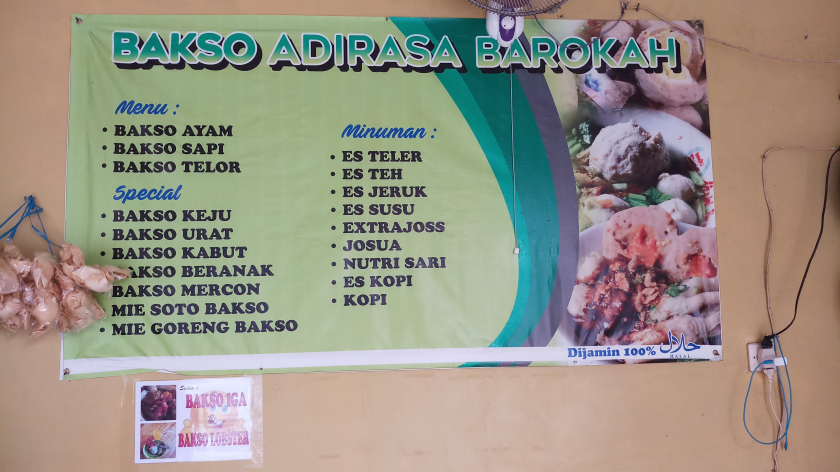 BAKSO ADIRASA BAROKAH
Menu :
• BAKSO AYAM
• BAKSO SAPI
• BAKSO TELOR
Special
• BAKSO KEJU
• BAKSO URAT
• BAKSO KABUT
BAKSO BERANAK
BAKSO MERCON
MIE SOTO BAKSO
• MIE GORENG BAKSO
Minuman :
• ES TELER
• ES TEH
• ES JERUK
• ES SUSU
• EXTRAJOSS
• JOSUA
• NUTRI SARI
• ES KOPI
• KOPI
Dijamin 100% حلال
HALAL
BAKSO IGA
&
BAKSO LOBSTER